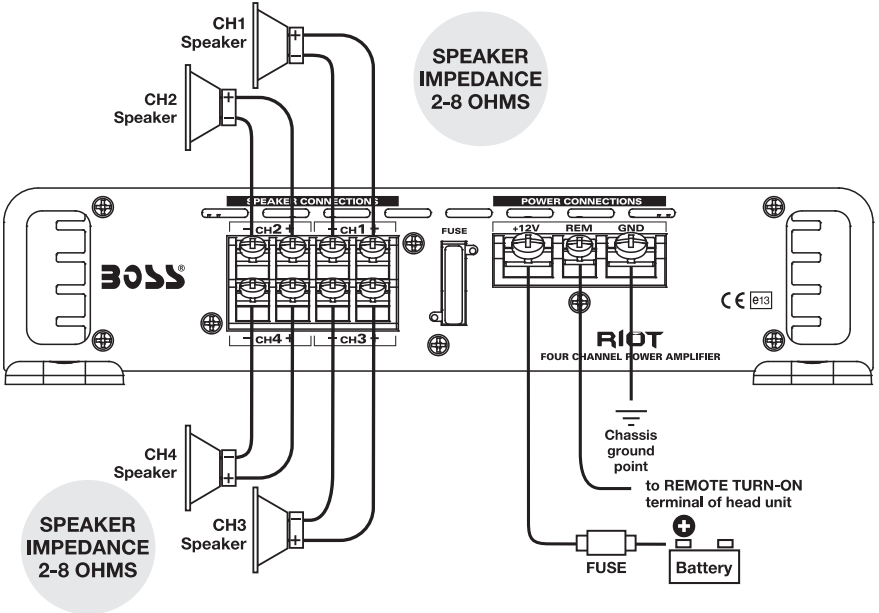 CH1
Speaker
SPEAKER
IMPEDANCE
2-8 OHMS
CH2
Speaker
SPEAKER CONNECTIONS
POWER CONNECTIONS
- CH2 +
- CH1 +
FUSE
+12V
REM
GND
BOSS®
CE e13
- CH4 +
- CH3 +
RIOT
FOUR CHANNEL POWER AMPLIFIER
Chassis
ground
point
CH4
Speaker
to REMOTE TURN-ON
terminal of head unit
SPEAKER
IMPEDANCE
2-8 OHMS
CH3
Speaker
FUSE
Battery